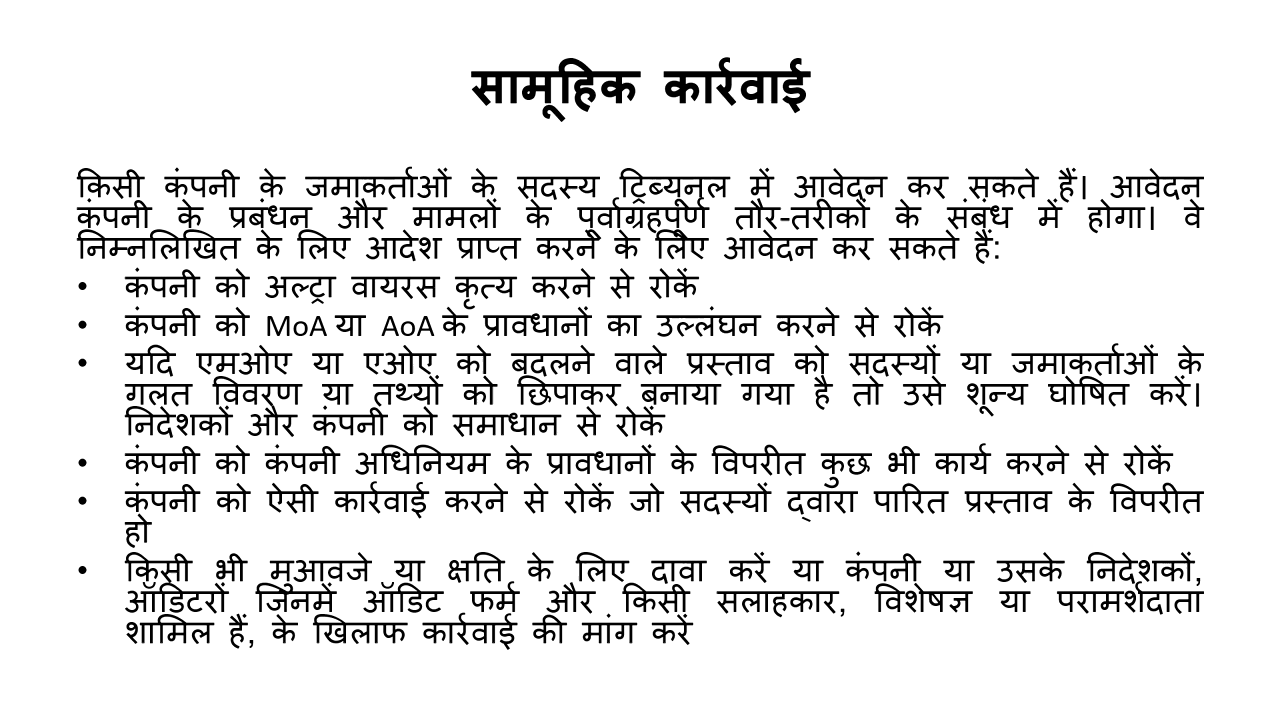 सामूहिक कार्रवाई
किसी कंपनी के जमाकर्ताओं के सदस्य ट्रिब्यूनल में आवेदन कर सकते हैं। आवेदन
कंपनी के प्रबंधन और मामलों के पूर्वाग्रहपूर्ण तौर-तरीकों के संबंध में होगा। वे
निम्नलिखित के लिए आदेश प्राप्त करने के लिए आवेदन कर सकते हैं:
• कंपनी को अल्ट्रा वायरस कृत्य करने से रोकें
• कंपनी को MoA या AoA के प्रावधानों का उल्लंघन करने से रोकें
• यदि एमओए या एओए को बदलने वाले प्रस्ताव को सदस्यों या जमाकर्ताओं के
गलत विवरण या तथ्यों को छिपाकर बनाया गया है तो उसे शून्य घोषित करें।
निदेशकों और कंपनी को समाधान से रोकें
• कंपनी को कंपनी अधिनियम के प्रावधानों के विपरीत कुछ भी कार्य करने से रोकें
• कंपनी को ऐसी कार्रवाई करने से रोकें जो सदस्यों द्वारा पारित प्रस्ताव के विपरीत
हो
• किसी भी मुआवजे या क्षति के लिए दावा करें या कंपनी या उसके निदेशकों,
ऑडिटरों जिनमें ऑडिट फर्म और किसी सलाहकार, विशेषज्ञ या परामर्शदाता
शामिल हैं, के खिलाफ कार्रवाई की मांग करें